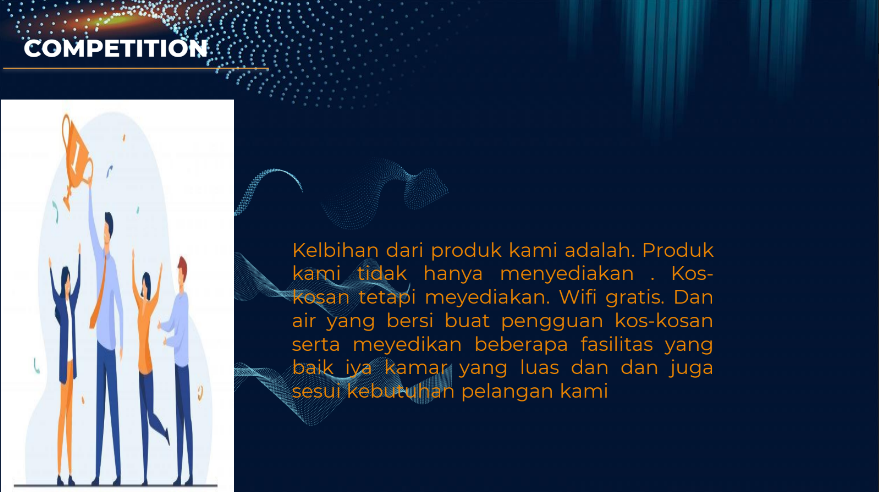 COMPETITION
Kelbihan dari produk kami adalah. Produk
kami tidak hanya menyediakan . Kos-
kosan tetapi meyediakan. Wifi gratis. Dan
air yang bersi buat pengguan kos-kosan
serta meyedikan beberapa fasilitas yang
baik iya kamar yang luas dan dan juga
sesui kebutuhan pelangan kami